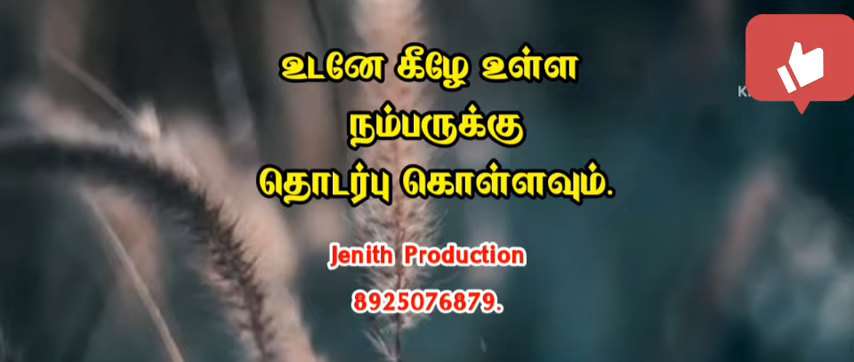 உடனே கீழே உள்ள
நம்பருக்கு
தொடர்பு கொள்ளவும்.
Jenith Production
8925076879.